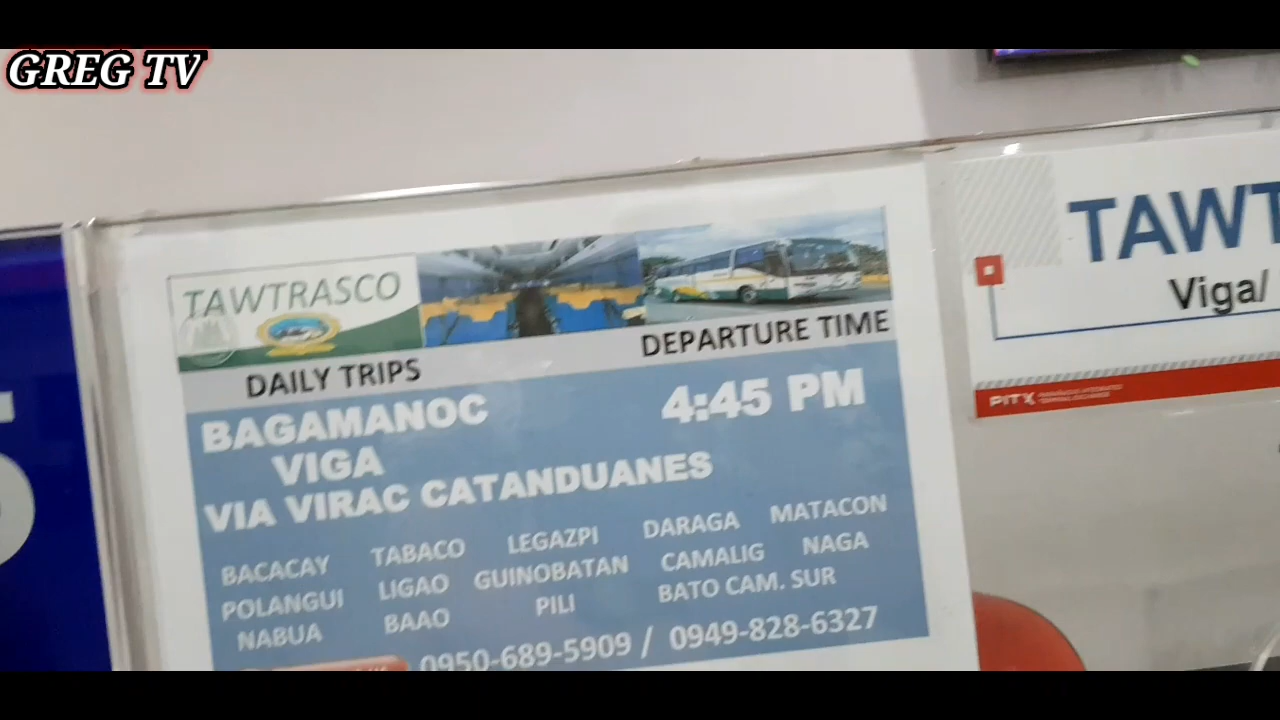 GREG TV
TAWTRASCO
DAILY TRIPS
DEPARTURE TIME
BAGAMANOC
4:45 PM
VIGA
VIA VIRAC CATANDUANES
BACACAY TABACO LEGAZPI DARAGA MATACON
POLANGUI LIGAO GUINOBATAN CAMALIG NAGA
NABUA BAAO PILI BATO CAM. SUR
0950-689-5909 / 0949-828-6327
TAWT
Viga/
PITX